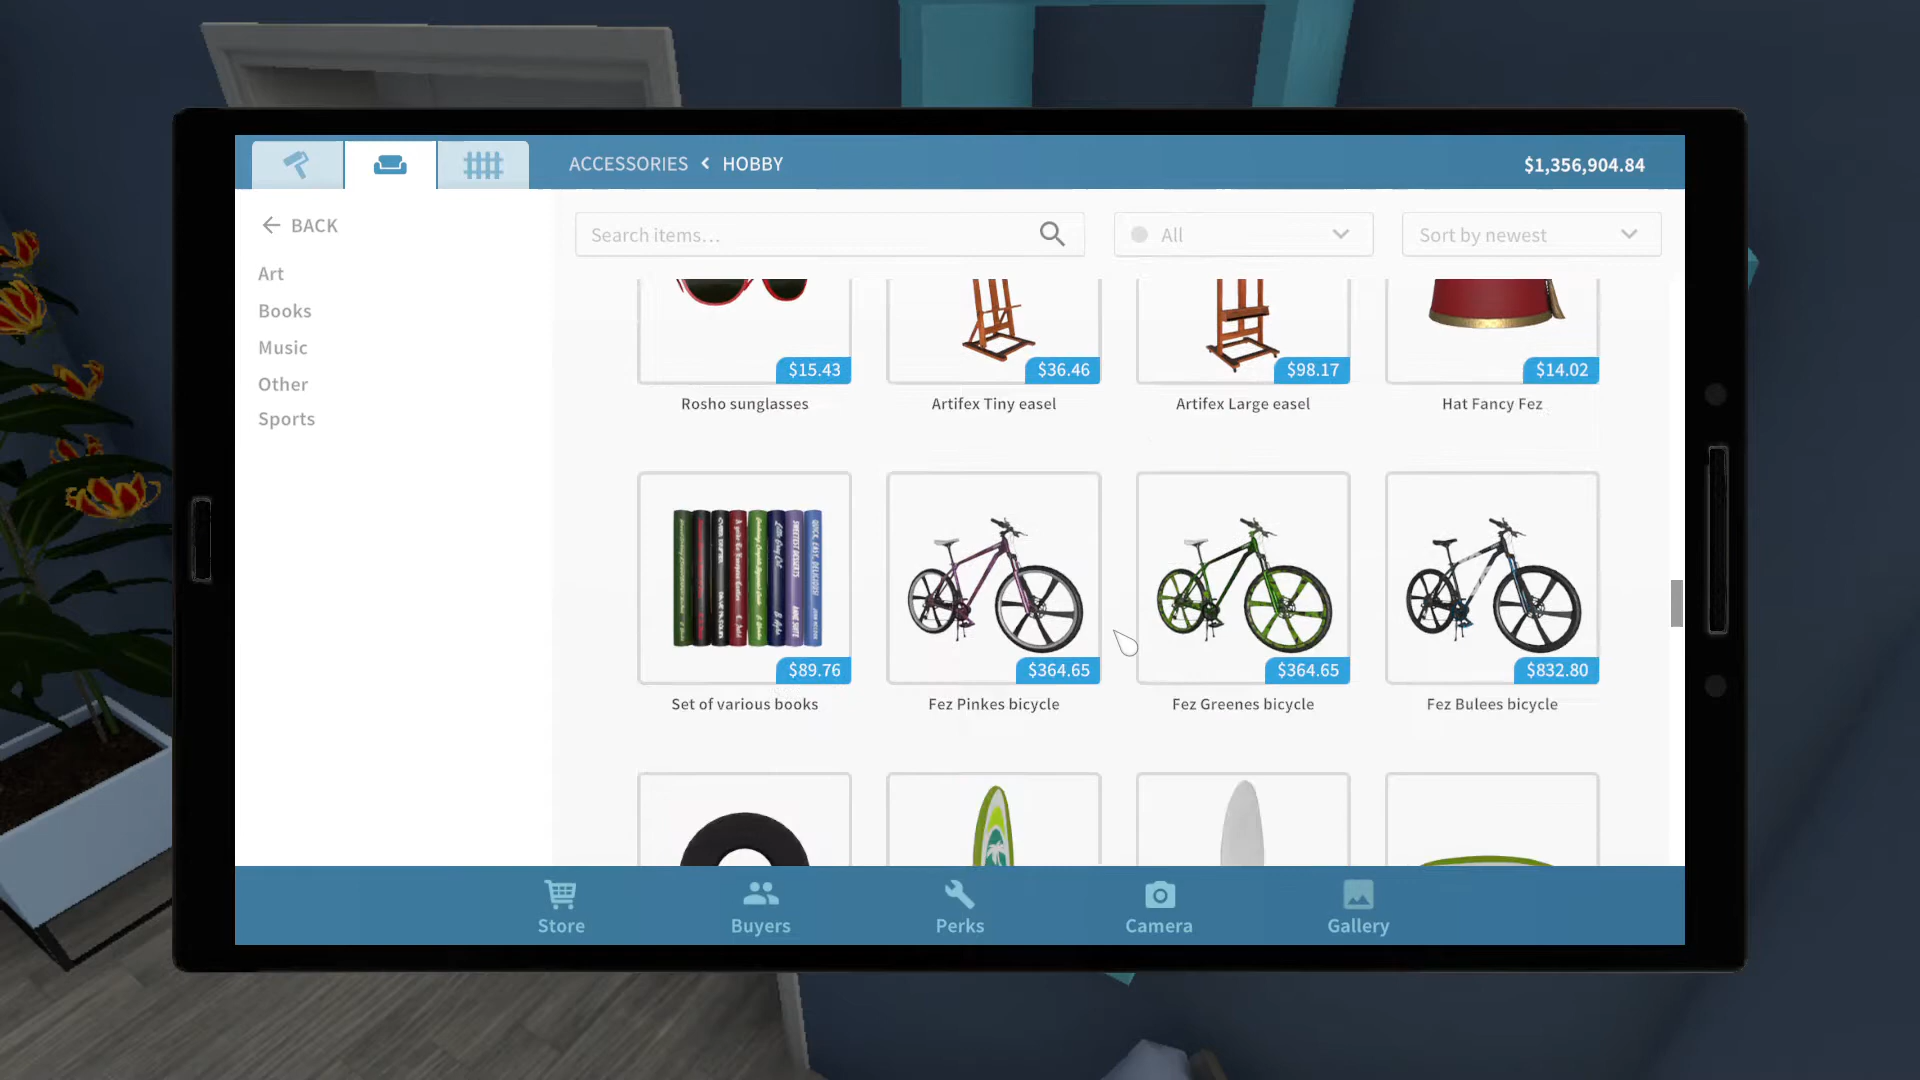 ACCESSORIES < HOBBY
$1,356,904.84
BACK
Search items...
All
Sort by newest
Art
Books
Music
Other
Sports
$15.43
$36.46
$98.17
$14.02
Rosho sunglasses
Artifex Tiny easel
Artifex Large easel
Hat Fancy Fez
$89.76
$364.65
$364.65
$832.80
Set of various books
Fez Pinkes bicycle
Fez Greenes bicycle
Fez Bulees bicycle
Store
Buyers
Perks
Camera
Gallery